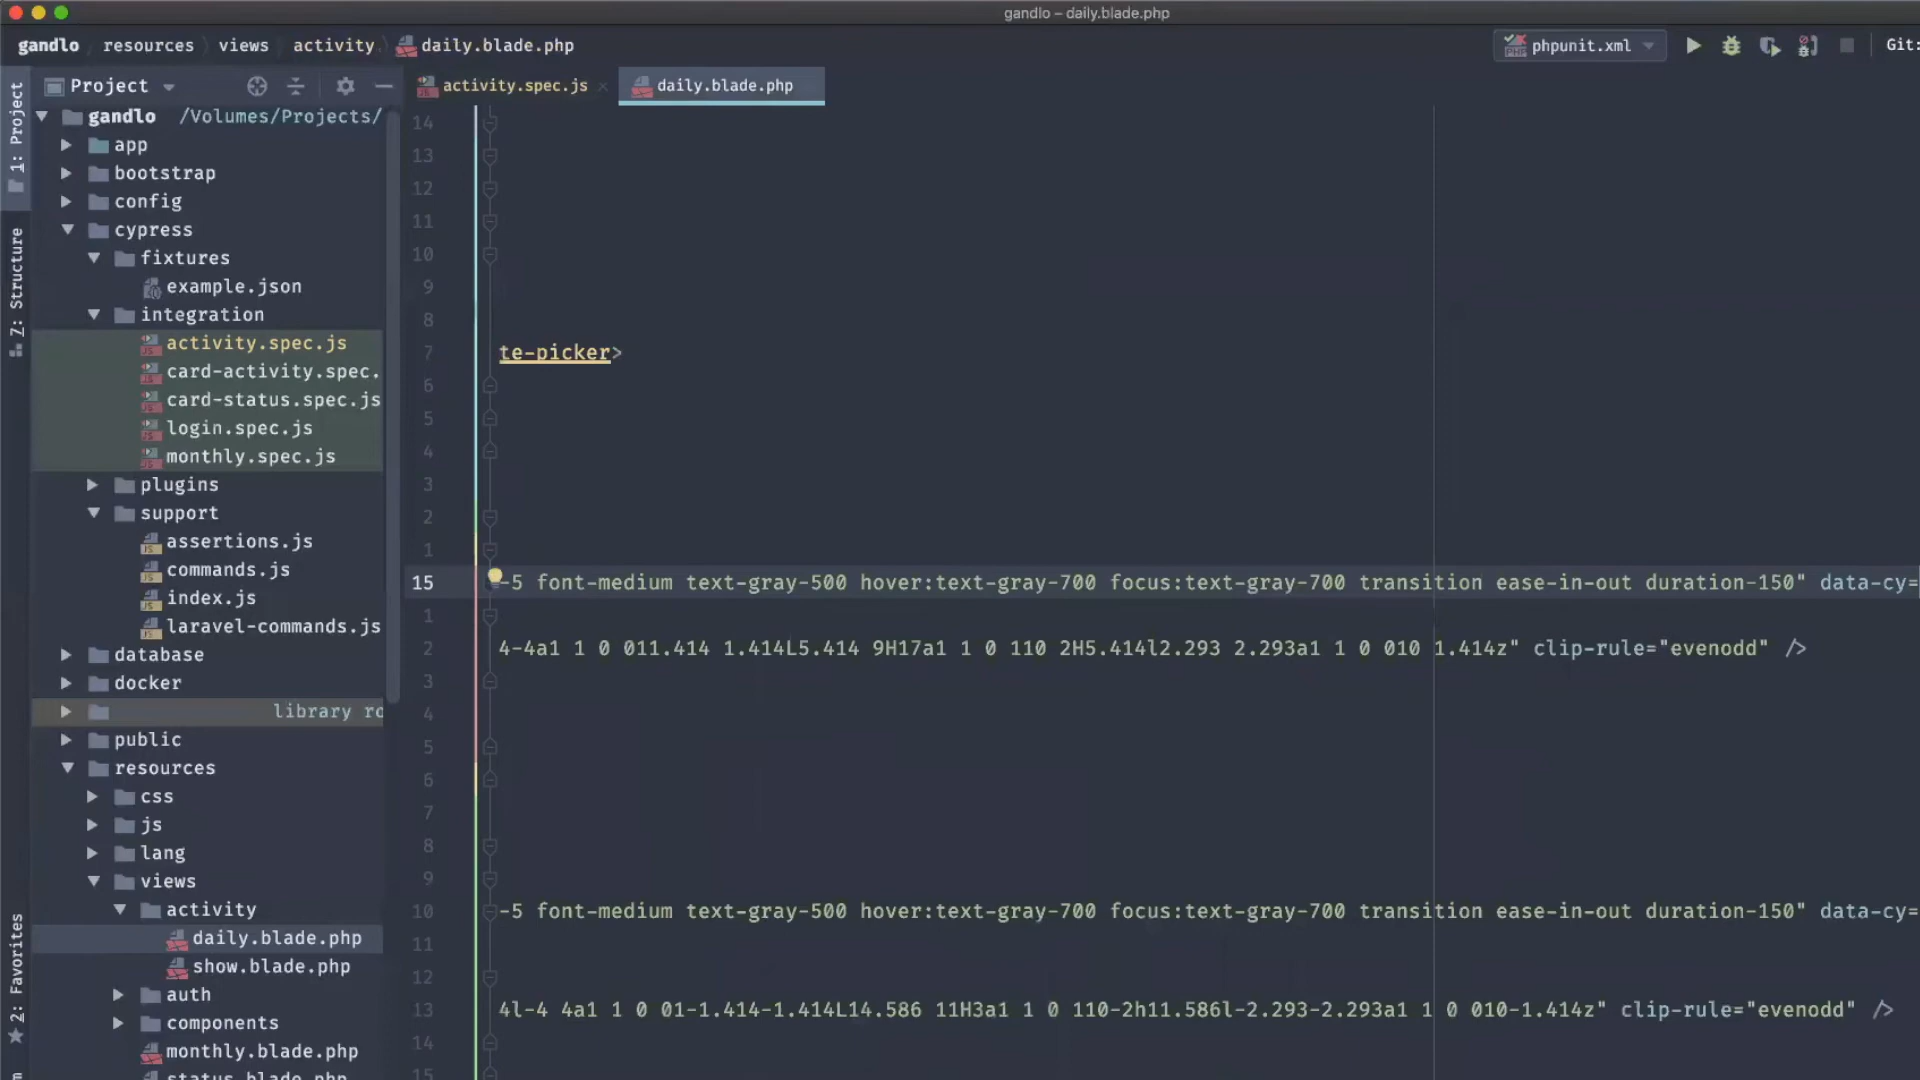 gandlo – daily.blade.php
gandlo resources views activity daily.blade.php
phpunit.xml
Git:
1: Project
Z: Structure
2: Favorites
Project
activity.spec.js
daily.blade.php
gandlo /Volumes/Projects/
app
bootstrap
config
cypress
fixtures
example.json
integration
activity.spec.js
card-activity.spec.
card-status.spec.js
login.spec.js
monthly.spec.js
plugins
support
assertions.js
commands.js
index.js
laravel-commands.js
database
docker
library ro
public
resources
css
js
lang
views
activity
daily.blade.php
show.blade.php
auth
components
monthly.blade.php
status.blade.php
14
13
12
11
10
9
8
7 te-picker>
6
5
4
3
2
1
15 -5 font-medium text-gray-500 hover:text-gray-700 focus:text-gray-700 transition ease-in-out duration-150" data-cy=
1
2 4-4a1 1 0 011.414 1.414L5.414 9H17a1 1 0 110 2H5.414l2.293 2.293a1 1 0 010 1.414z" clip-rule="evenodd" />
3
4
5
6
7
8
9
10 -5 font-medium text-gray-500 hover:text-gray-700 focus:text-gray-700 transition ease-in-out duration-150" data-cy=
11
12
13 4l-4 4a1 1 0 01-1.414-1.414L14.586 11H3a1 1 0 110-2h11.586l-2.293-2.293a1 1 0 010-1.414z" clip-rule="evenodd" />
14
15